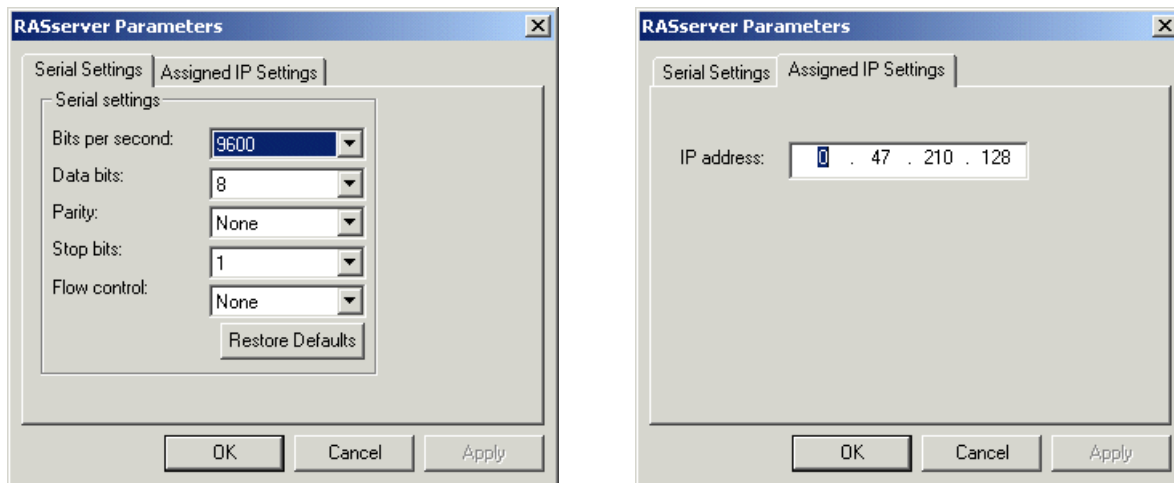 RASserver Parameters
Serial Settings Assigned IP Settings
Serial settings
Bits per second: 9600
Data bits: 8
Parity: None
Stop bits: 1
Flow control: None
Restore Defaults
OK Cancel Apply
RASserver Parameters
Serial Settings Assigned IP Settings
IP address: 0 . 47 . 210 . 128
OK Cancel Apply